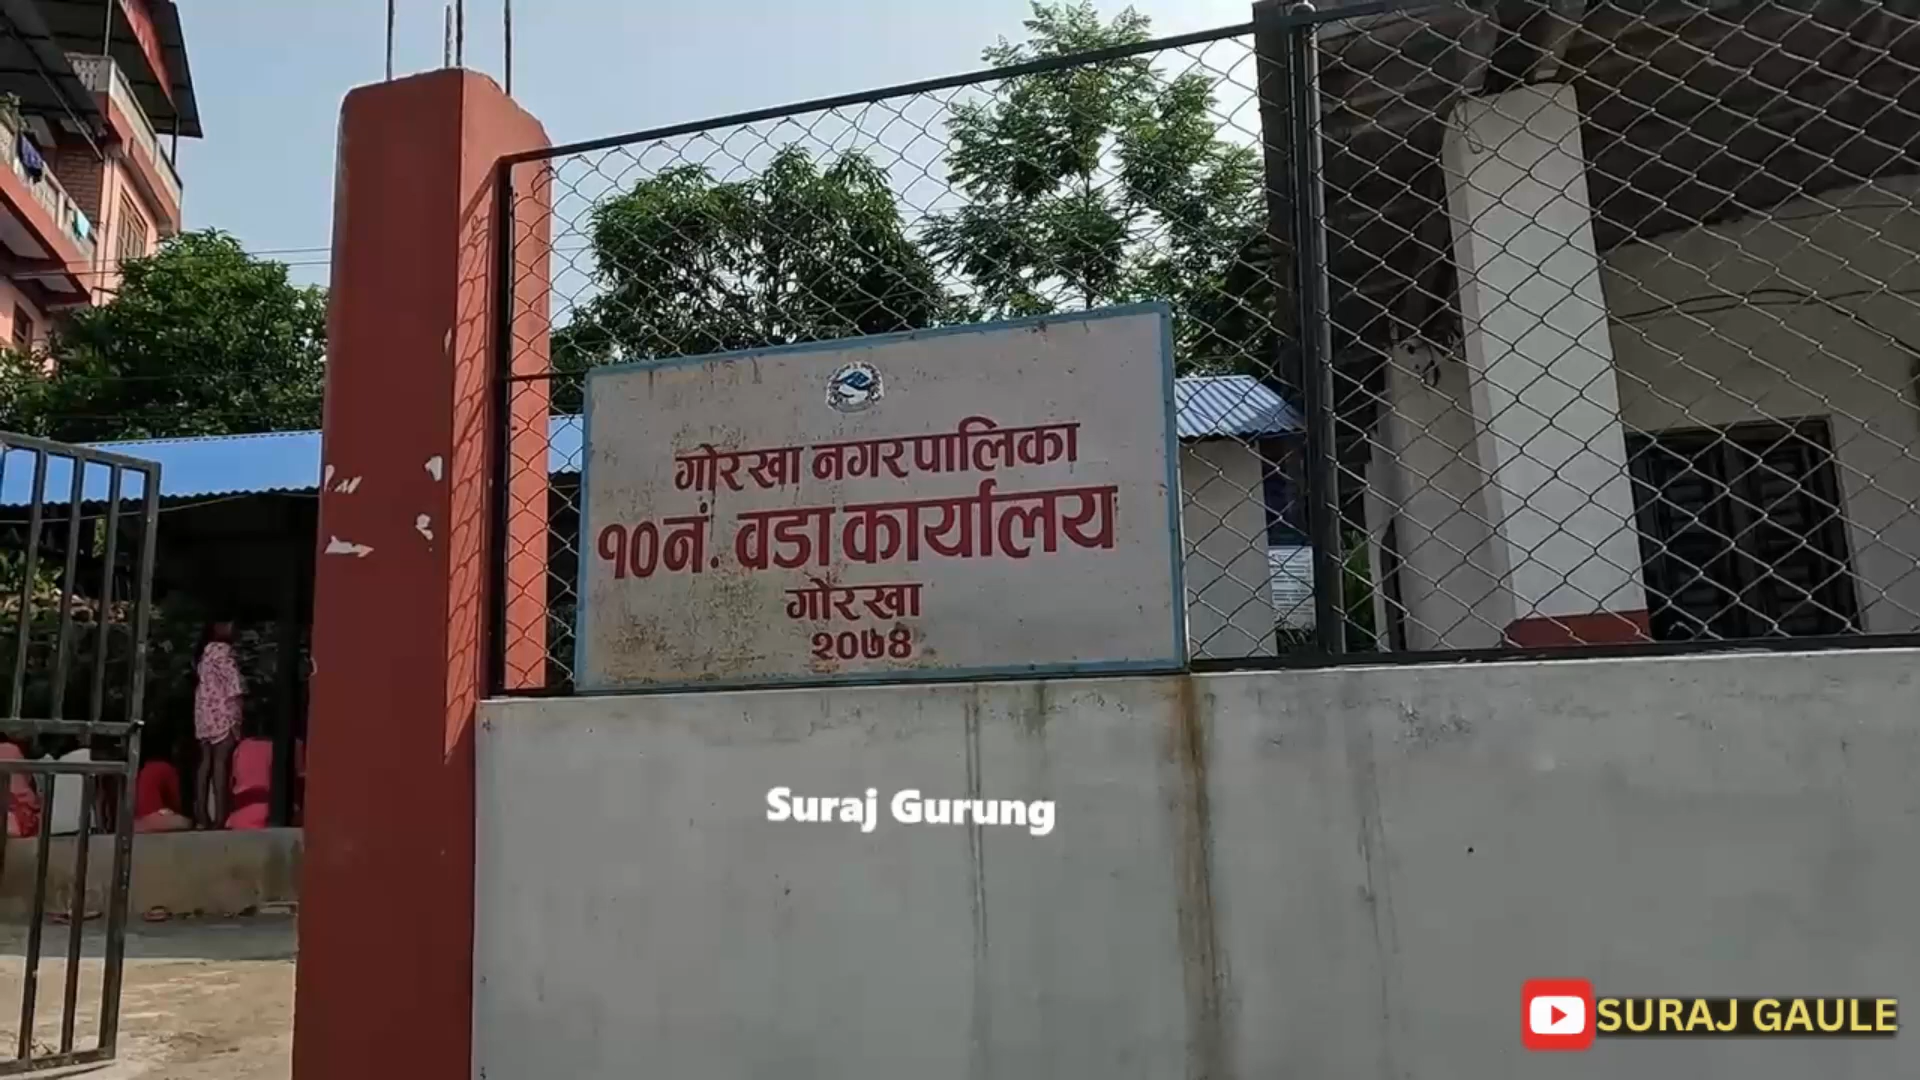 गोरखा नगरपालिका
१०नं. वडा कार्यालय
गोरखा
२०७४
Suraj Gurung
SURAJ GAULE